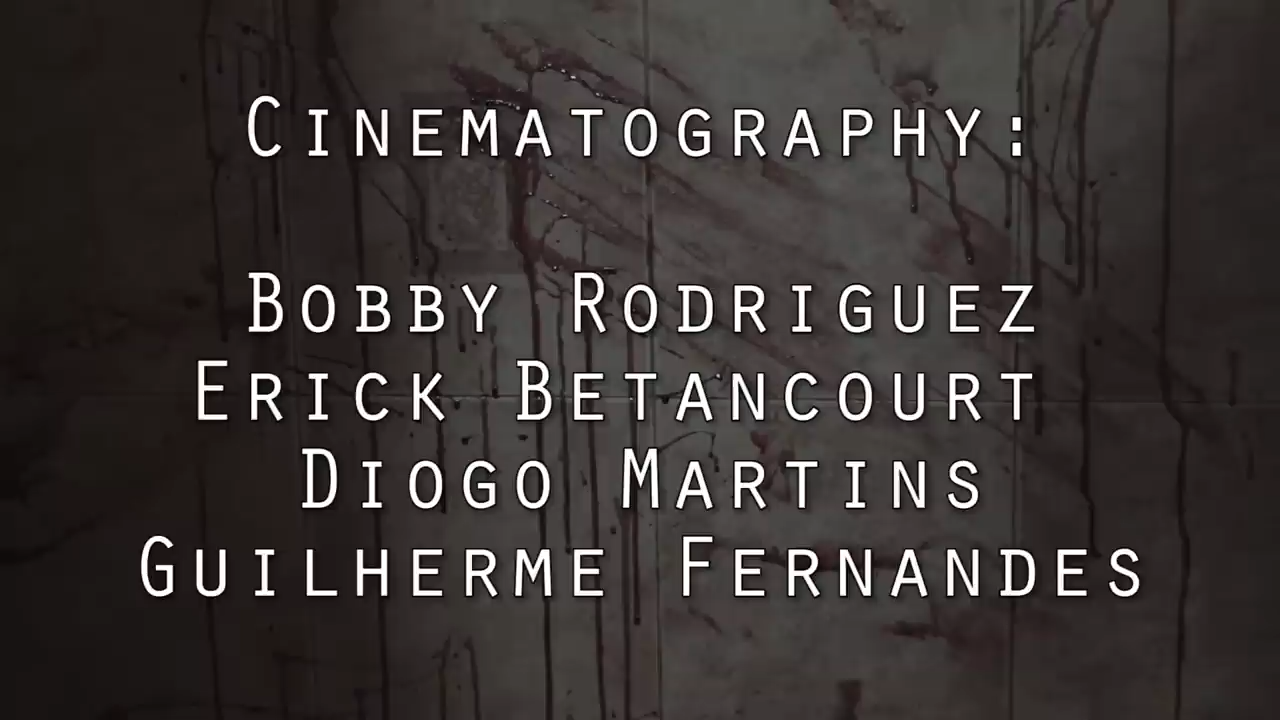 Cinematography:
Bobby Rodriguez
Erick Betancourt
Diogo Martins
Guilherme Fernandes